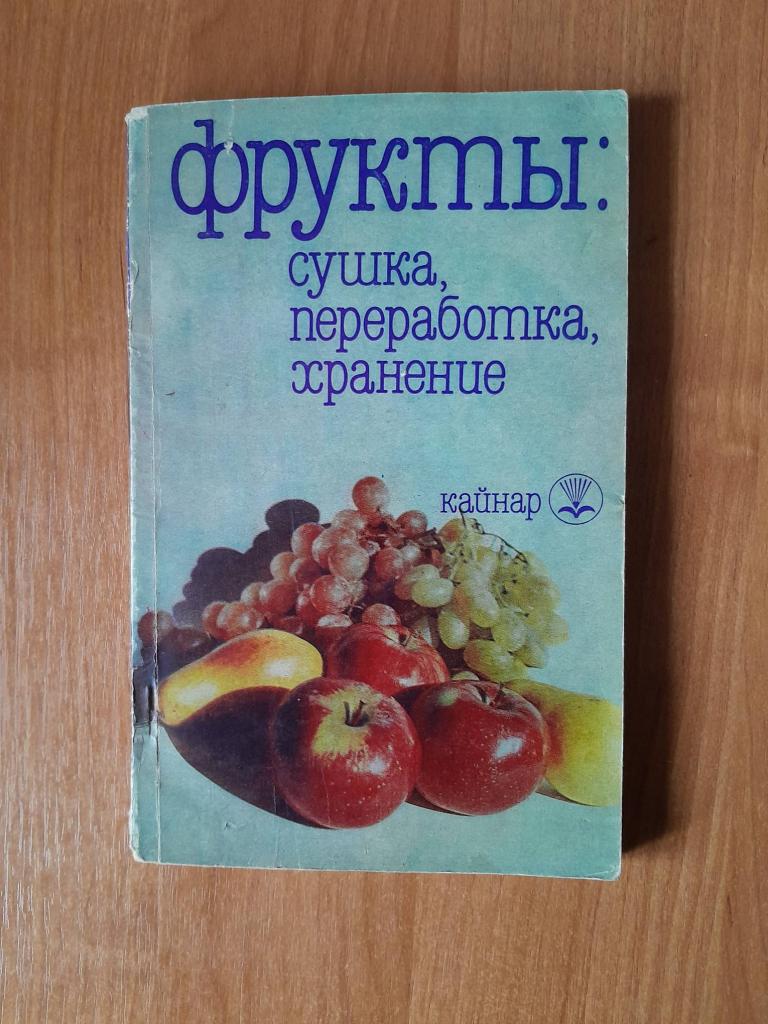 фрукты:
сушка,
переработка,
хранение
кайнар